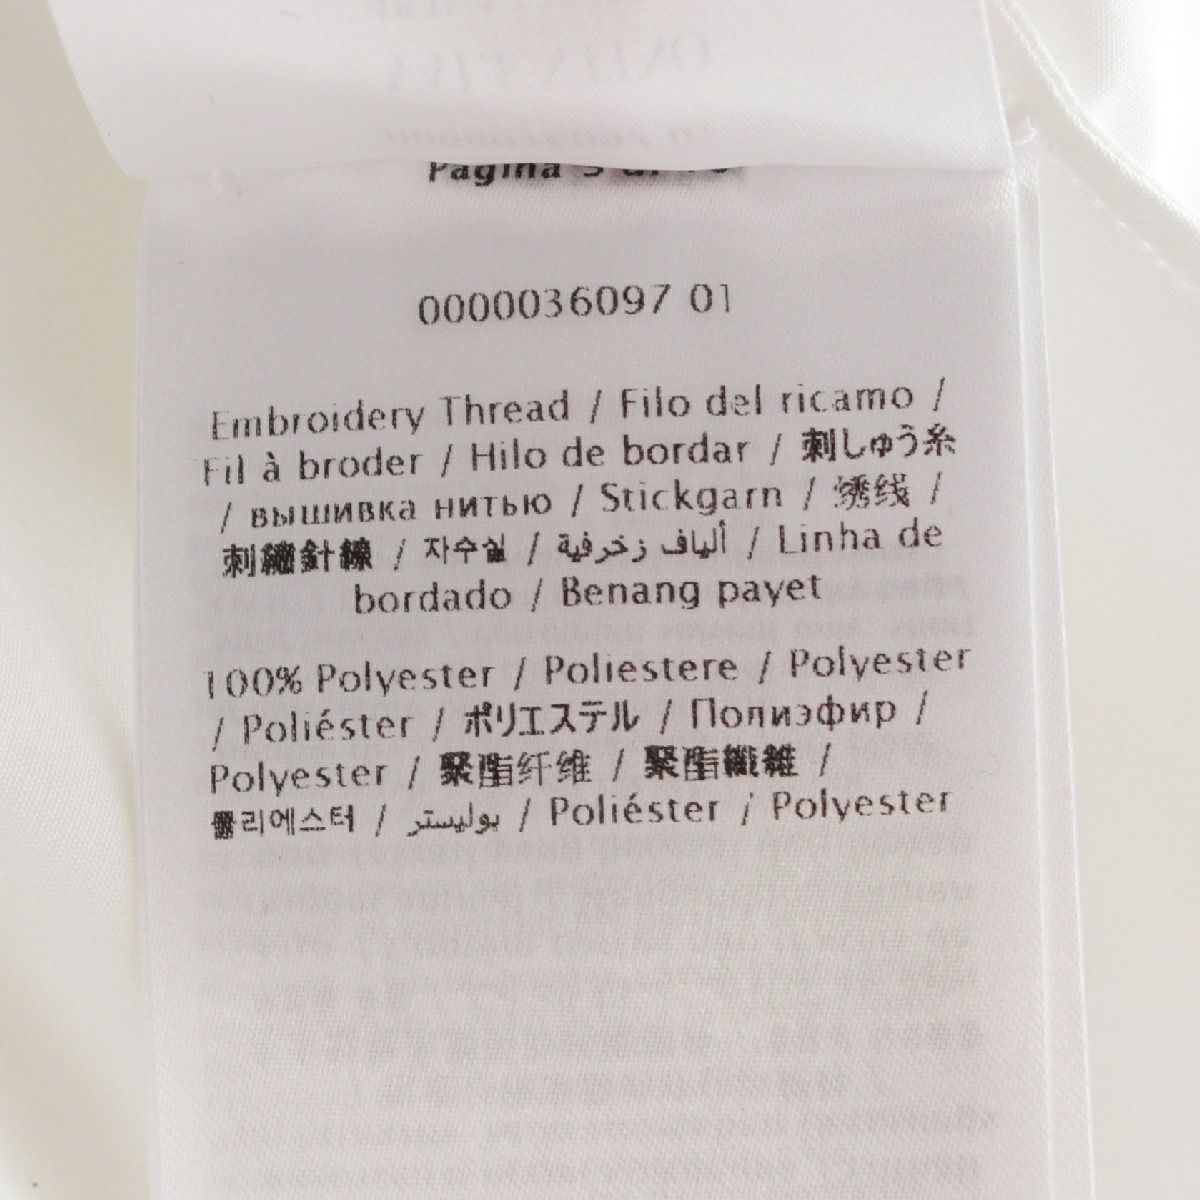 Pagina 5 di
0000036097 01
Embroidery Thread / Filo del ricamo /
Fil à broder / Hilo de bordar / 刺しゅう糸
/ вышивка нитью / Stickgarn / 绣线 /
刺繡針線 / 자수실 / ألياف زخرفية / Linha de
bordado / Benang payet
100% Polyester / Poliestere / Polyester
/ Poliéster / ポリエステル / Полиэфир /
Polyester / 聚酯纤维 / 聚酯纖維 /
폴리에스터 / بوليستر / Poliéster / Polyester